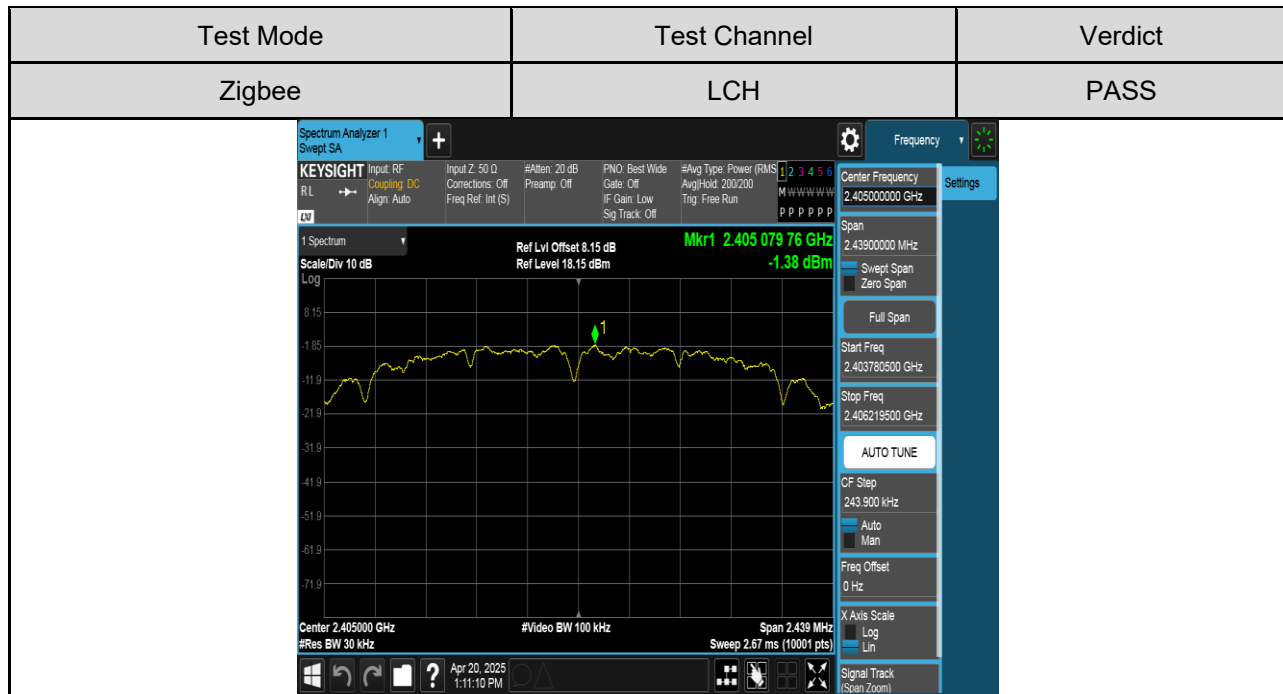 Test Mode Test Channel Verdict
Zigbee LCH PASS
Spectrum Analyzer 1
Swept SA
+
Frequency
KEYSIGHT
RL
LXI
Input: RF
Coupling: DC
Align: Auto
Input Z: 50 Ω
Corrections: Off
Freq Ref: Int (S)
#Atten: 20 dB
Preamp: Off
PNO: Best Wide
Gate: Off
IF Gain: Low
Sig Track: Off
#Avg Type: Power (RMS
Avg|Hold: 200/200
Trig: Free Run
1 2 3 4 5 6
M W W W W W
P P P P P P
1 Spectrum
Scale/Div 10 dB
Ref Lvl Offset 8.15 dB
Ref Level 18.15 dBm
Mkr1 2.405 079 76 GHz
-1.38 dBm
Log
8.15
-1.85
-11.9
-21.9
-31.9
-41.9
-51.9
-61.9
-71.9
1
Center 2.405000 GHz
#Res BW 30 kHz
#Video BW 100 kHz
Span 2.439 MHz
Sweep 2.67 ms (10001 pts)
Center Frequency
2.405000000 GHz
Settings
Span
2.43900000 MHz
Swept Span
Zero Span
Full Span
Start Freq
2.403780500 GHz
Stop Freq
2.406219500 GHz
AUTO TUNE
CF Step
243.900 kHz
Auto
Man
Freq Offset
0 Hz
X Axis Scale
Log
Lin
Signal Track
(Span Zoom)
?
Apr 20, 2025
1:11:10 PM